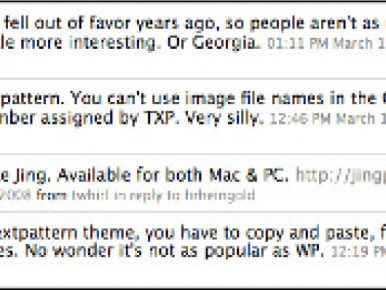 fell out of favor years ago, so people aren't as
le more interesting. Or Georgia. 01:11 PM March 1
pattern. You can't use image file names in the
mber assigned by TXP. Very silly. 12:46 PM March 1
e Jing. Available for both Mac & PC. http://jingp
2008 from twhirl in reply to hrheingold
extpattern theme, you have to copy and paste, f
es. No wonder it's not as popular as WP. 12:19 PM